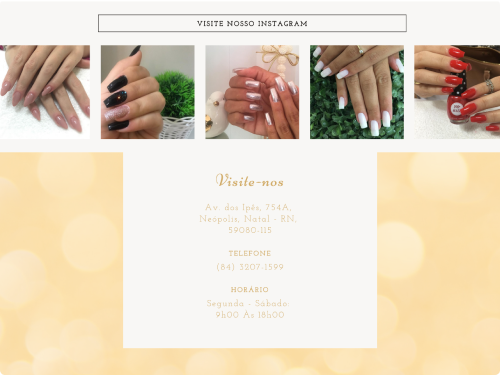 VISITE NOSSO INSTAGRAM
Visite-nos
Av. dos Ipês, 754A,
Neópolis, Natal - RN,
59080-115
TELEFONE
(84) 3207-1599
HORÁRIO
Segunda - Sábado:
9h00 Às 18h00